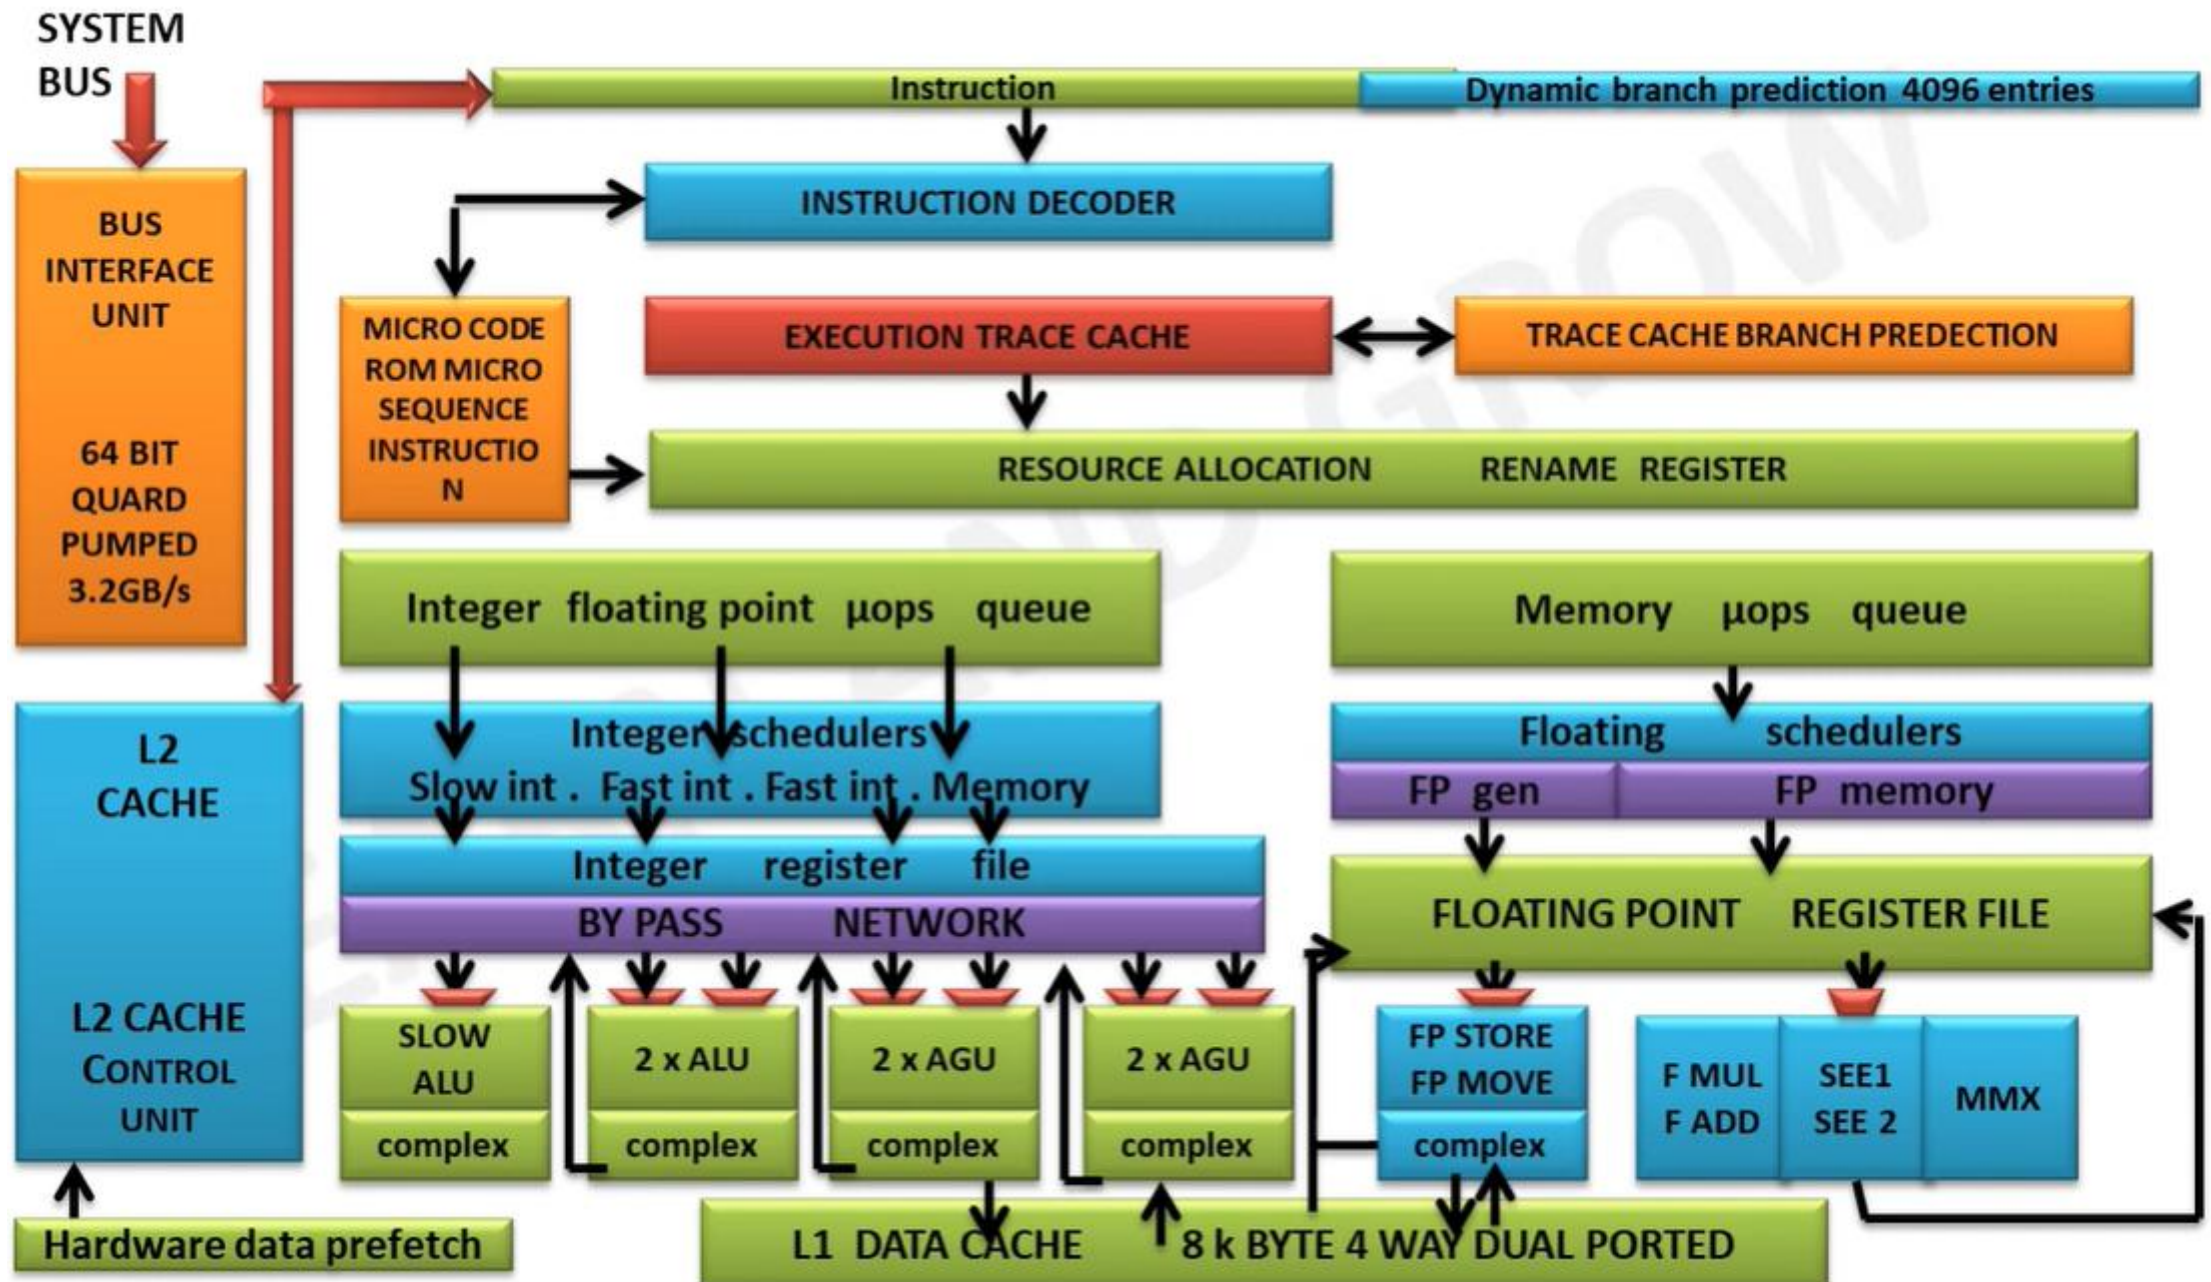 SYSTEM
BUS
Instruction
Dynamic branch prediction 4096 entries
INSTRUCTION DECODER
BUS
INTERFACE
UNIT
64 BIT
QUARD
PUMPED
3.2GB/s
MICRO CODE
ROM MICRO
SEQUENCE
INSTRUCTIO
N
EXECUTION TRACE CACHE
TRACE CACHE BRANCH PREDECTION
RESOURCE ALLOCATION RENAME REGISTER
Integer floating point µops queue
Memory µops queue
L2
CACHE
L2 CACHE
CONTROL
UNIT
Integer schedulers
Slow int . Fast int . Fast int . Memory
Floating schedulers
FP gen
FP memory
Integer register file
BY PASS NETWORK
FLOATING POINT REGISTER FILE
SLOW
ALU
complex
2 x ALU
complex
2 x AGU
complex
2 x AGU
complex
FP STORE
FP MOVE
complex
F MUL
F ADD
SEE1
SEE 2
MMX
Hardware data prefetch
L1 DATA CACHE 8 k BYTE 4 WAY DUAL PORTED